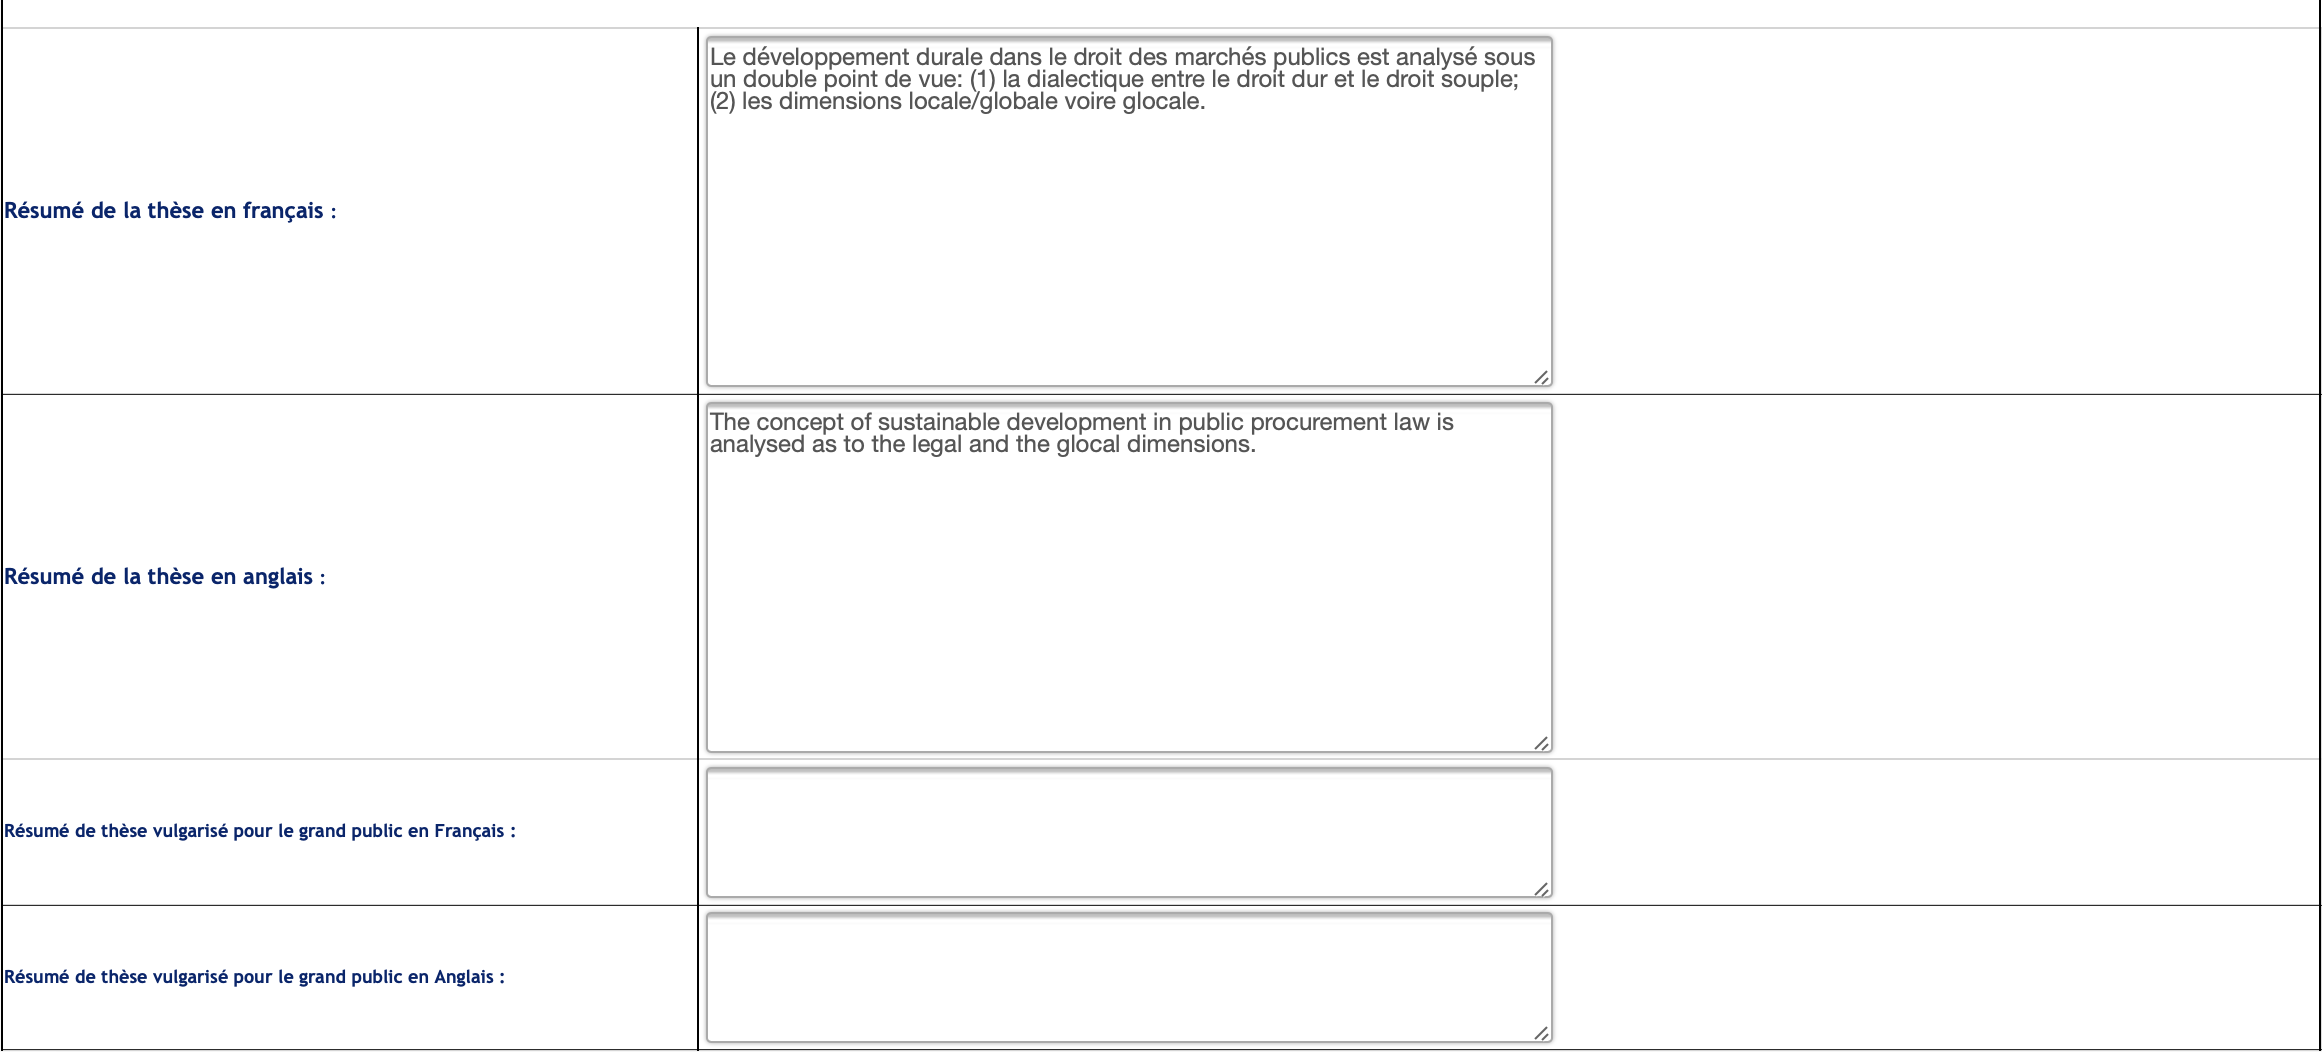 Résumé de la thèse en français :
Le développement durale dans le droit des marchés publics est analysé sous
un double point de vue: (1) la dialectique entre le droit dur et le droit souple;
(2) les dimensions locale/globale voire glocale.
Résumé de la thèse en anglais :
The concept of sustainable development in public procurement law is
analysed as to the legal and the glocal dimensions.
Résumé de thèse vulgarisé pour le grand public en Français :
Résumé de thèse vulgarisé pour le grand public en Anglais :